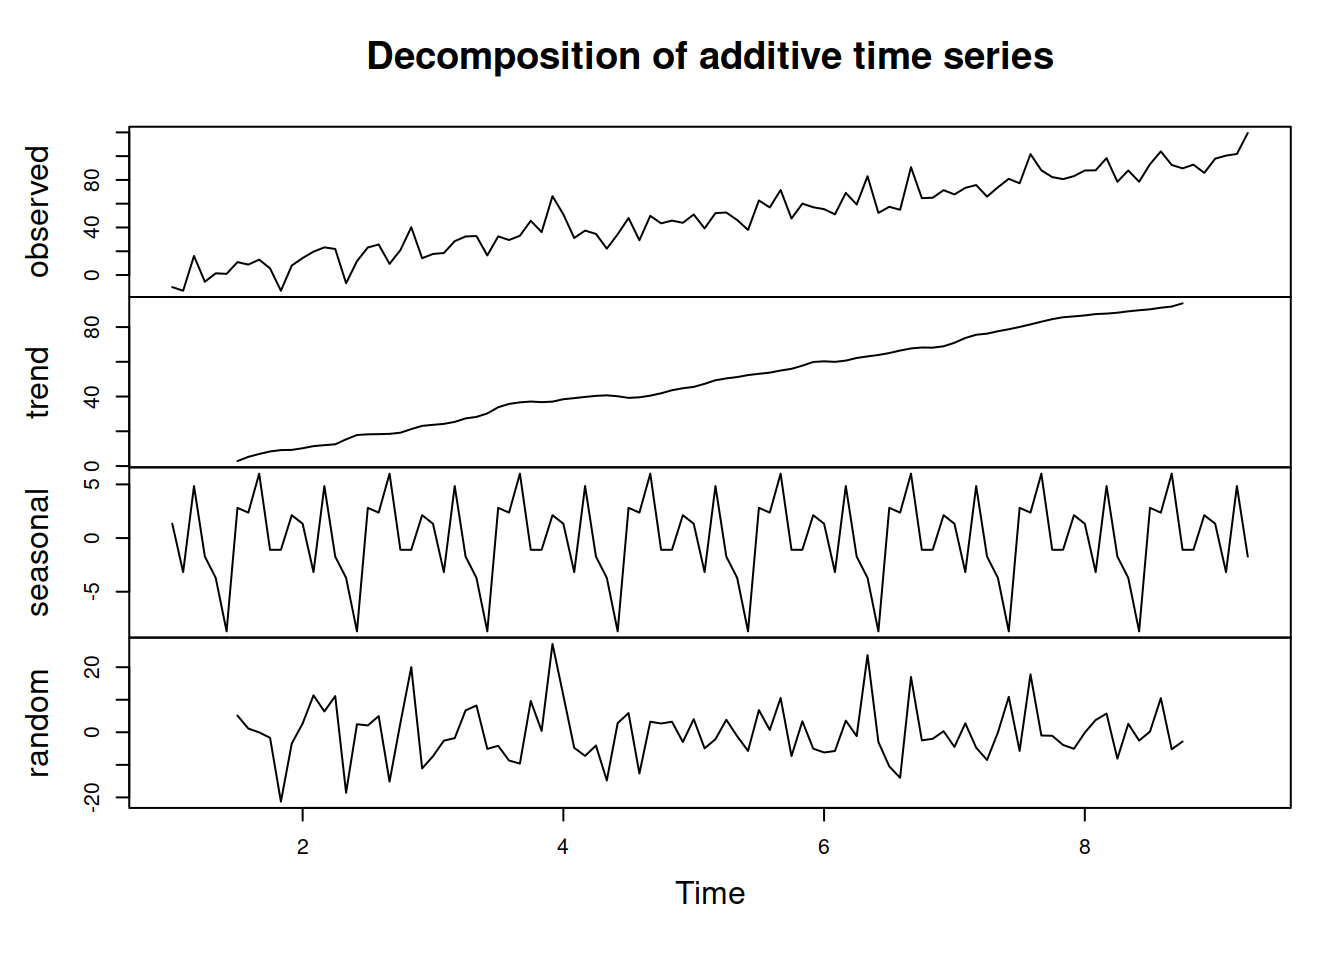 Decomposition of additive time series
observed
0 40 80
trend
0 40 80
seasonal
-5 0 5
random
-20 0 20
2 4 6 8
Time